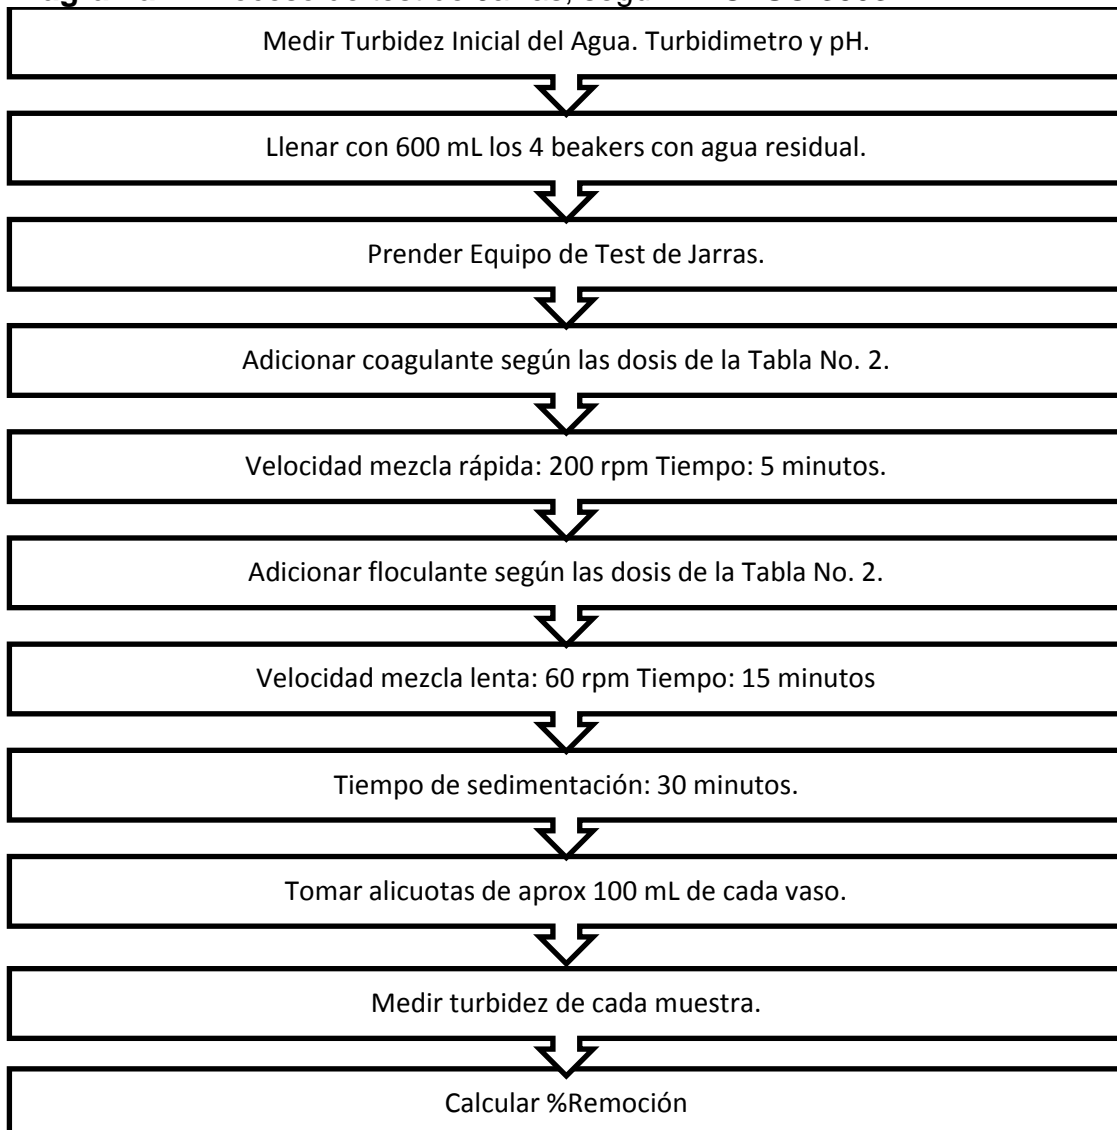 Medir Turbidez Inicial del Agua. Turbidimetro y pH.
Llenar con 600 mL los 4 beakers con agua residual.
Prender Equipo de Test de Jarras.
Adicionar coagulante según las dosis de la Tabla No. 2.
Velocidad mezcla rápida: 200 rpm Tiempo: 5 minutos.
Adicionar floculante según las dosis de la Tabla No. 2.
Velocidad mezcla lenta: 60 rpm Tiempo: 15 minutos
Tiempo de sedimentación: 30 minutos.
Tomar alicuotas de aprox 100 mL de cada vaso.
Medir turbidez de cada muestra.
Calcular %Remoción